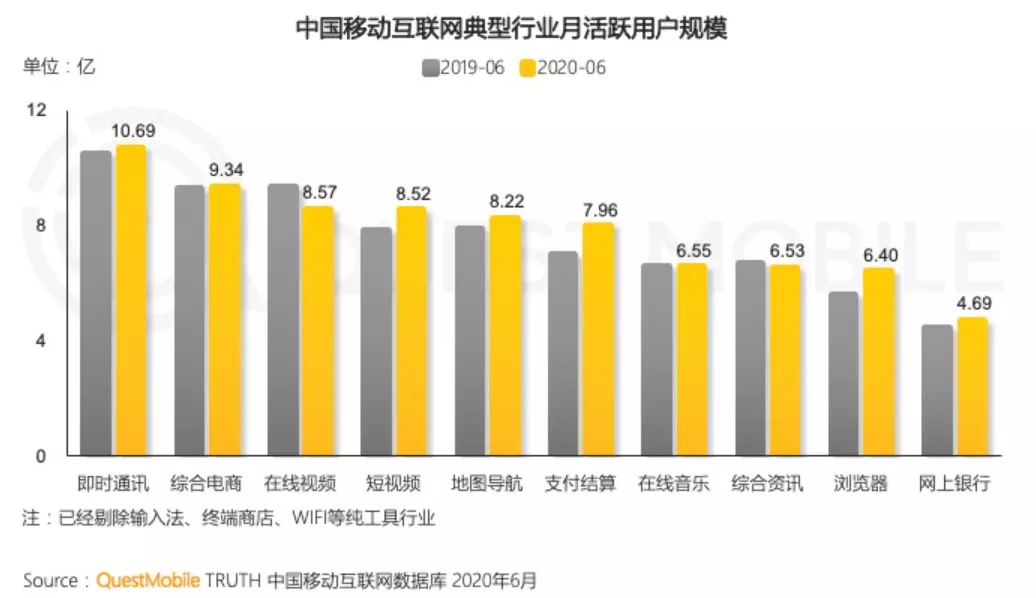 中国移动互联网典型行业月活跃用户规模
单位：亿
2019-06 2020-06
12
10.69 9.34 8.57 8.52 8.22 7.96 6.55 6.53 6.40 4.69
8
4
0
即时通讯 综合电商 在线视频 短视频 地图导航 支付结算 在线音乐 综合资讯 浏览器 网上银行
注：已经剔除输入法、终端商店、WIFI等纯工具行业
Source：QuestMobile TRUTH 中国移动互联网数据库 2020年6月
QUEST MOBILE